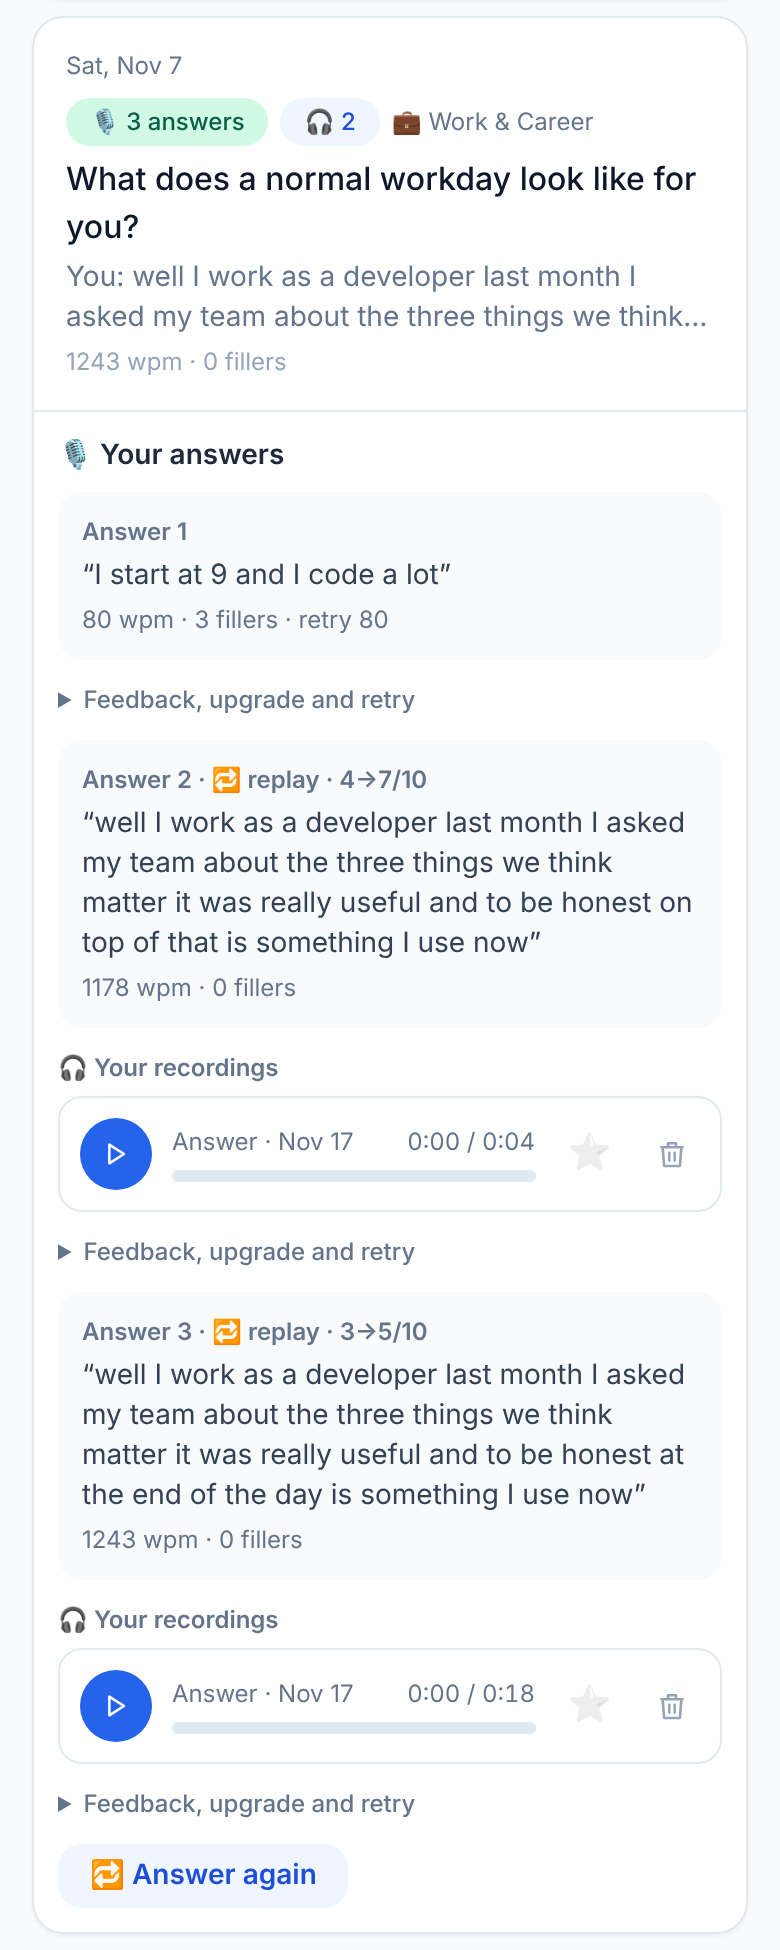 Sat, Nov 7
🎙️ 3 answers 🎧 2 💼 Work & Career
What does a normal workday look like for
you?
You: well I work as a developer last month I
asked my team about the three things we think...
1243 wpm · 0 fillers
🎙️ Your answers
Answer 1
“I start at 9 and I code a lot”
80 wpm · 3 fillers · retry 80
▶ Feedback, upgrade and retry
Answer 2 · 🔁 replay · 4→7/10
“well I work as a developer last month I asked
my team about the three things we think
matter it was really useful and to be honest on
top of that is something I use now”
1178 wpm · 0 fillers
🎧 Your recordings
Answer · Nov 17 0:00 / 0:04
▶ Feedback, upgrade and retry
Answer 3 · 🔁 replay · 3→5/10
“well I work as a developer last month I asked
my team about the three things we think
matter it was really useful and to be honest at
the end of the day is something I use now”
1243 wpm · 0 fillers
🎧 Your recordings
Answer · Nov 17 0:00 / 0:18
▶ Feedback, upgrade and retry
🔁 Answer again